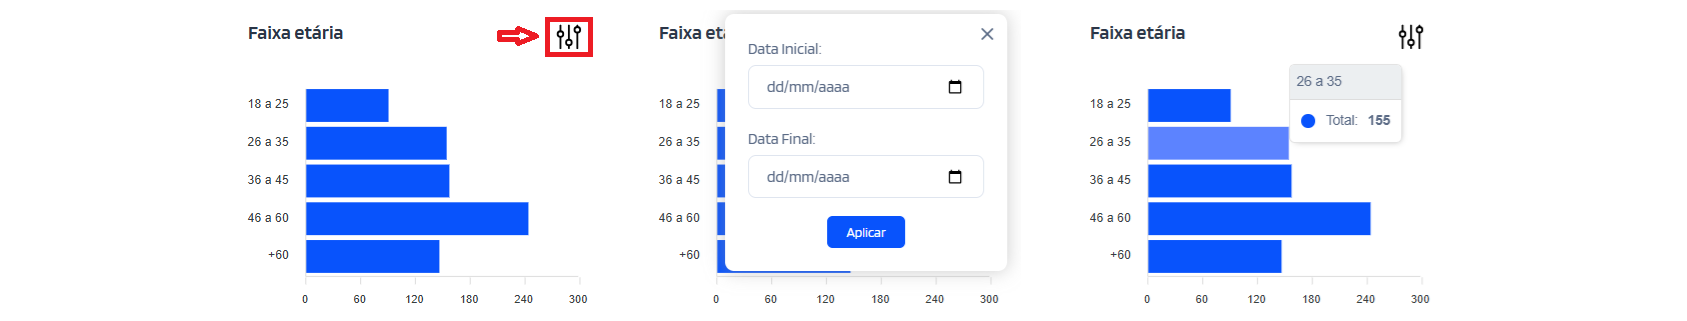 Faixa etária
18 a 25
26 a 35
36 a 45
46 a 60
+60
0 60 120 180 240 300
Faixa et
Data Inicial:
dd/mm/aaaa
Data Final:
dd/mm/aaaa
Aplicar
18 a 25
26 a 35
36 a 45
46 a 60
+60
0 60 120 180 240 300
Faixa etária
26 a 35
Total: 155
18 a 25
26 a 35
36 a 45
46 a 60
+60
0 60 120 180 240 300